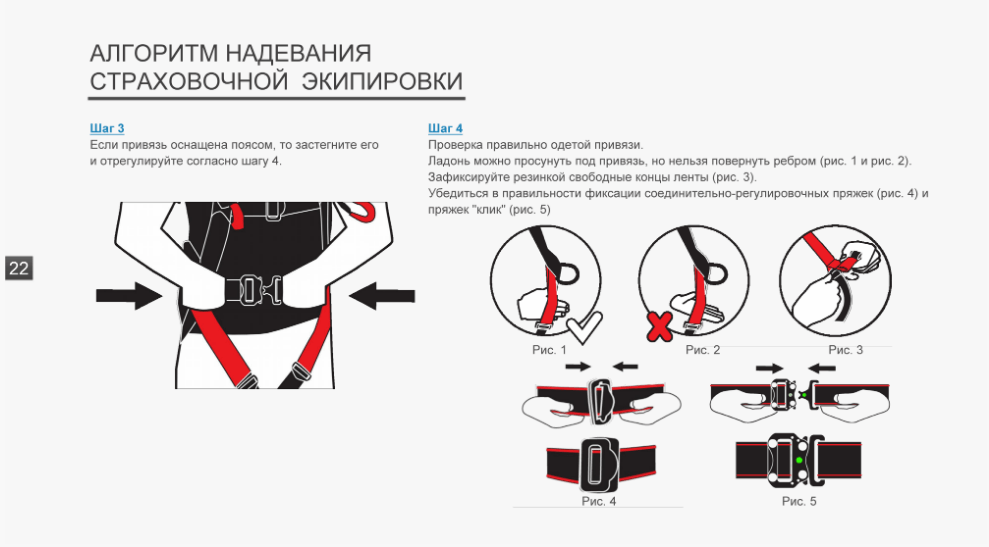 АЛГОРИТМ НАДЕВАНИЯ
СТРАХОВОЧНОЙ ЭКИПИРОВКИ
Шаг 3
Если привязь оснащена поясом, то застегните его
и отрегулируйте согласно шагу 4.
Шаг 4
Проверка правильно одетой привязи.
Ладонь можно просунуть под привязь, но нельзя повернуть ребром (рис. 1 и рис. 2).
Зафиксируйте резинкой свободные концы ленты (рис. 3).
Убедиться в правильности фиксации соединительно-регулировочных пряжек (рис. 4) и
пряжек "клик" (рис. 5)
22
Рис. 1
Рис. 2
Рис. 3
Рис. 4
Рис. 5